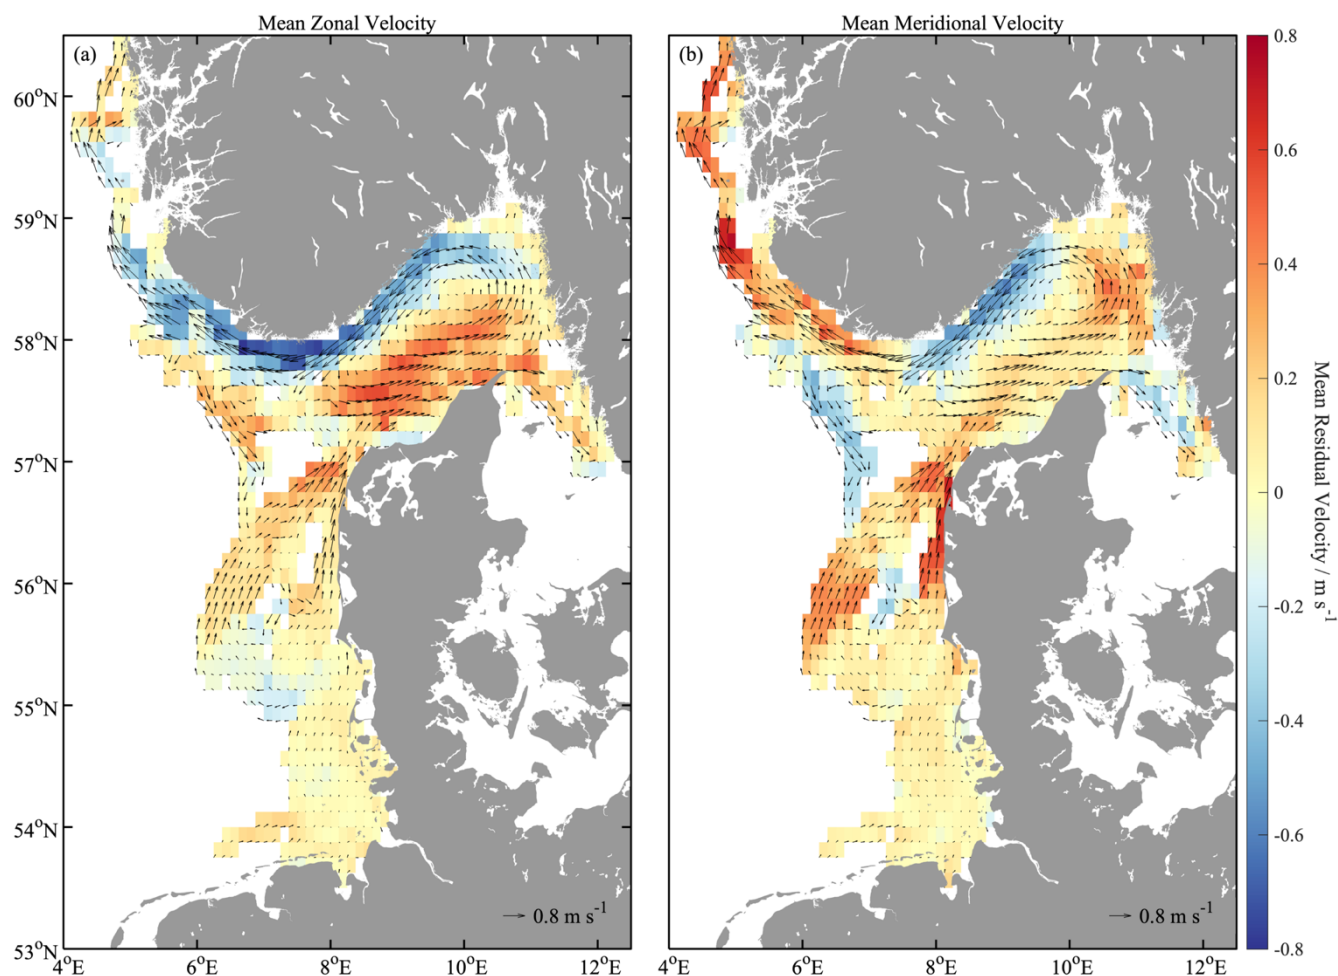 Mean Zonal Velocity
Mean Meridional Velocity
(a)
(b)
60°N
59°N
58°N
57°N
56°N
55°N
54°N
53°N
0.8 m s⁻¹
0.8 m s⁻¹
4°E 6°E 8°E 10°E 12°E
4°E 6°E 8°E 10°E 12°E
0.8
0.6
0.4
0.2
0
-0.2
-0.4
-0.6
-0.8
Mean Residual Velocity / m s⁻¹